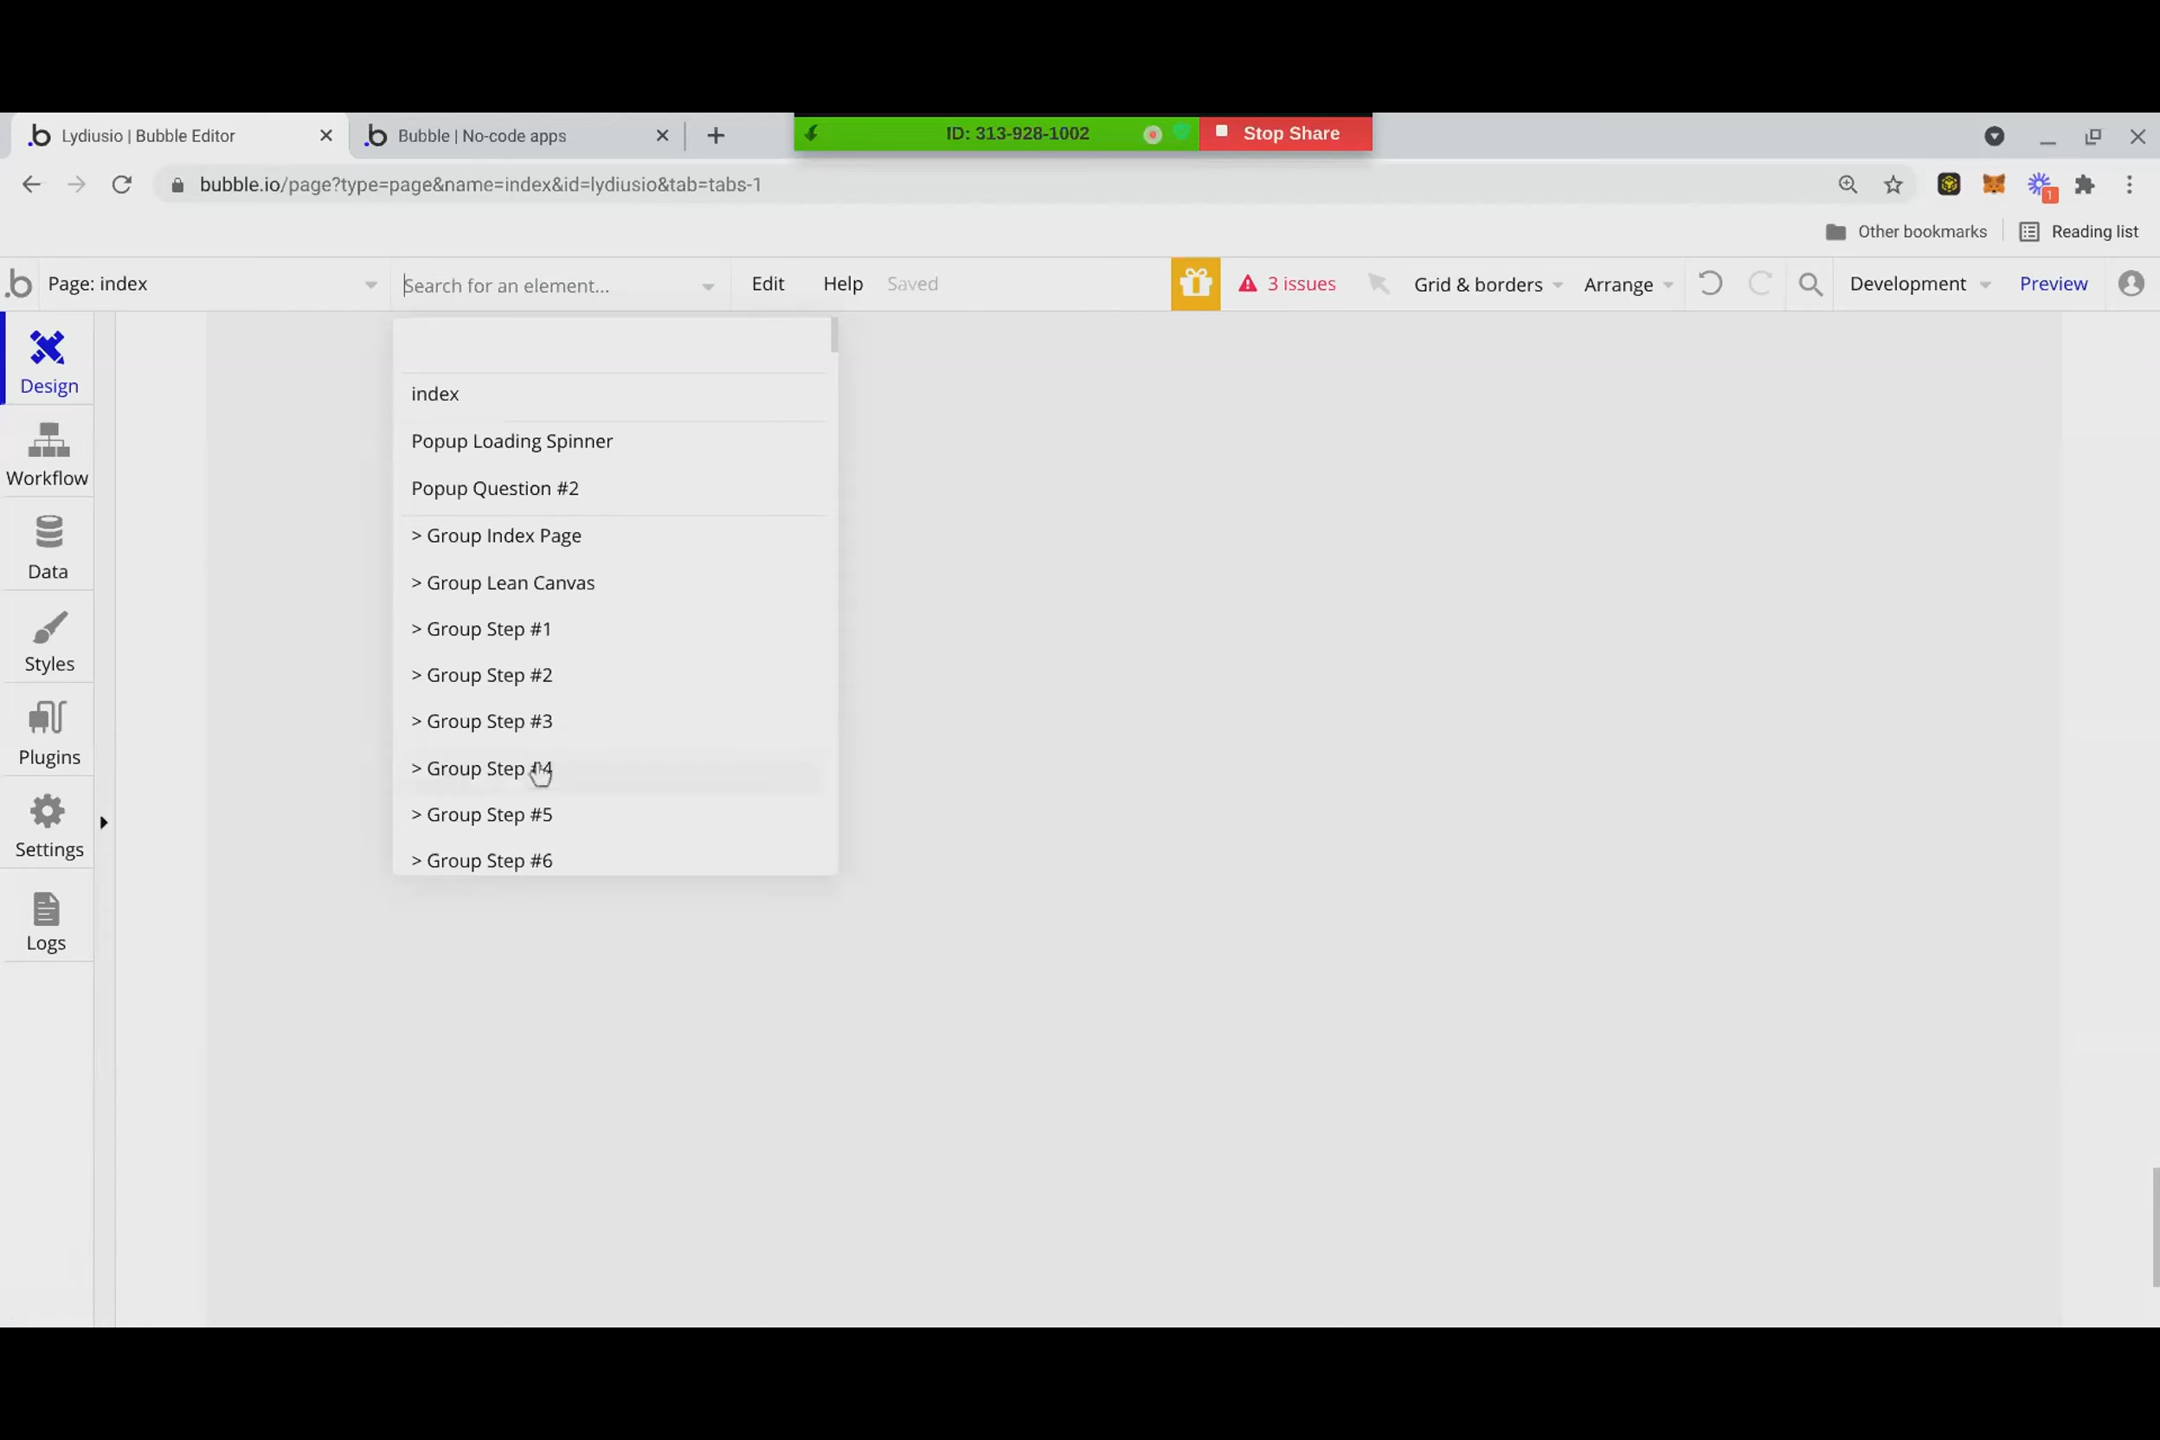 Lydiusio | Bubble Editor
Bubble | No-code apps
ID: 313-928-1002
Stop Share
bubble.io/page?type=page&name=index&id=lydiusio&tab=tabs-1
1
Other bookmarks
Reading list
Page: index
Search for an element...
Edit
Help
Saved
3 issues
Grid & borders
Arrange
Development
Preview
Design
Workflow
Data
Styles
Plugins
Settings
Logs
index
Popup Loading Spinner
Popup Question #2
> Group Index Page
> Group Lean Canvas
> Group Step #1
> Group Step #2
> Group Step #3
> Group Step #4
> Group Step #5
> Group Step #6